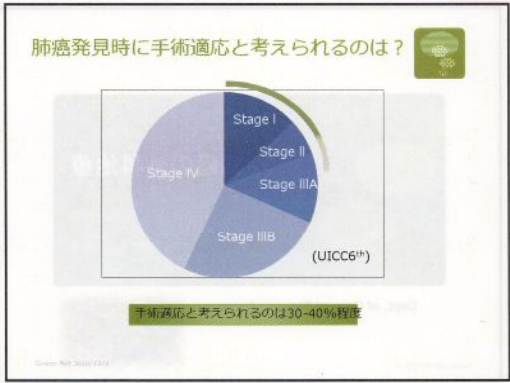 肺癌発見時に手術適応と考えられるのは？
Stage I
Stage II
Stage IV
Stage IIIA
Stage IIIB
(UICC6th)
手術適応と考えられるのは30-40%程度